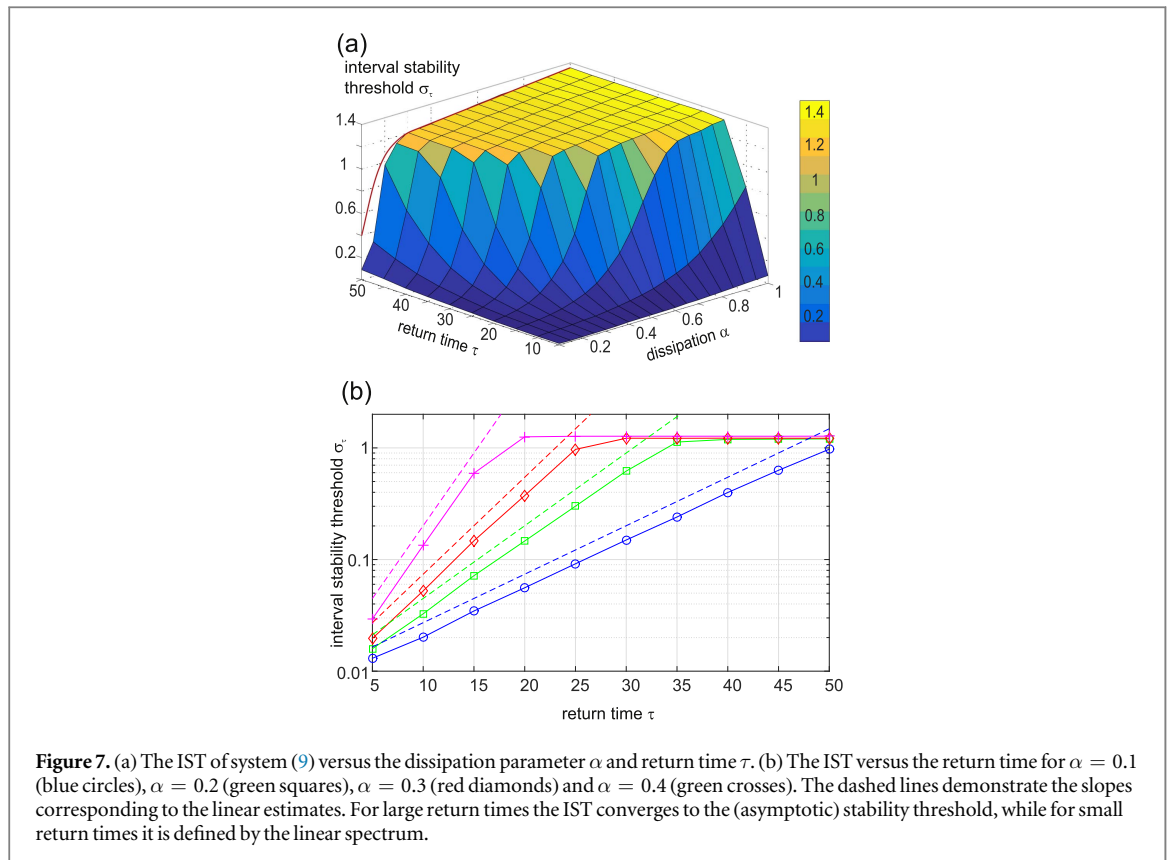 (a)
interval stability
threshold σ_τ
1.4
1
0.6
0.2
50
40
30
20
10
return time τ
0.2
0.4
0.6
0.8
1
dissipation α
1.4
1.2
1
0.8
0.6
0.4
0.2
(b)
interval stability threshold σ_τ
1
0.1
0.01
5 10 15 20 25 30 35 40 45 50
return time τ
Figure 7. (a) The IST of system (9) versus the dissipation parameter α and return time τ. (b) The IST versus the return time for α = 0.1
(blue circles), α = 0.2 (green squares), α = 0.3 (red diamonds) and α = 0.4 (green crosses). The dashed lines demonstrate the slopes
corresponding to the linear estimates. For large return times the IST converges to the (asymptotic) stability threshold, while for small
return times it is defined by the linear spectrum.